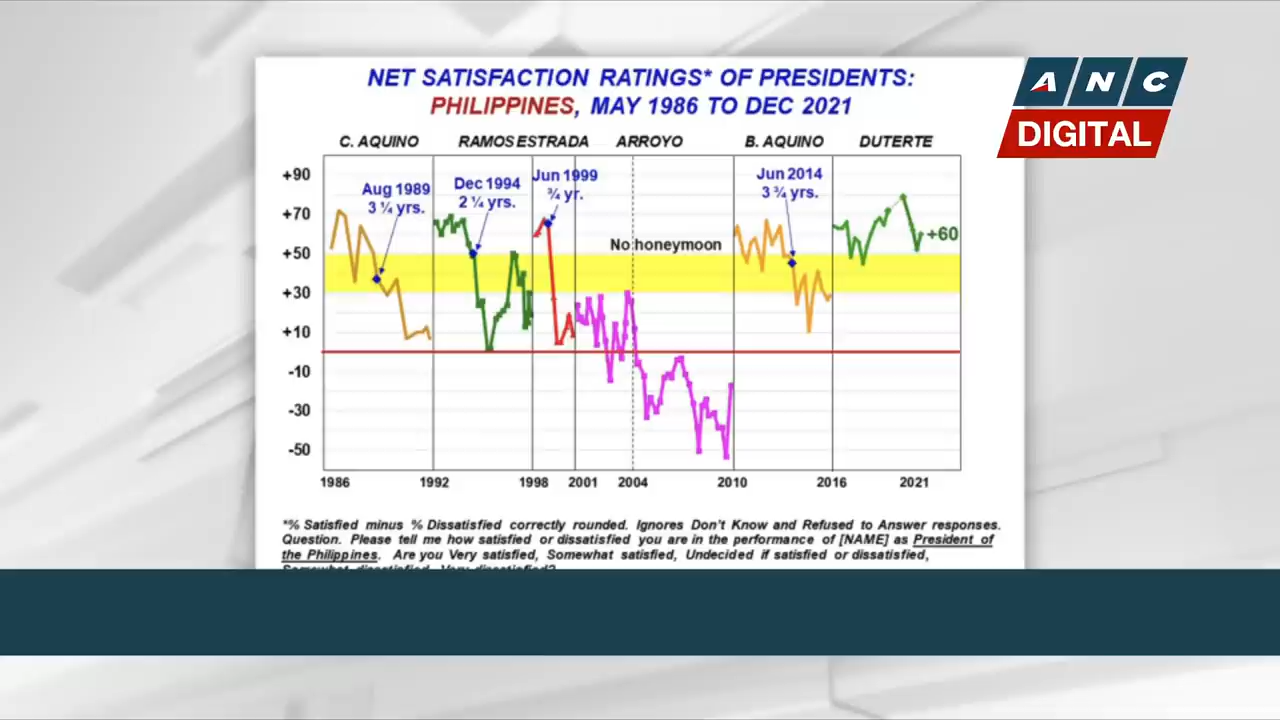 NET SATISFACTION RATINGS* OF PRESIDENTS:
PHILIPPINES, MAY 1986 TO DEC 2021
ANC
DIGITAL
C. AQUINO RAMOS ESTRADA ARROYO B. AQUINO DUTERTE
+90
+70
+50
+30
+10
-10
-30
-50
Aug 1989
3 ¼ yrs.
Dec 1994
2 ¼ yrs.
Jun 1999
¾ yr.
No honeymoon
Jun 2014
3 ¾ yrs.
+60
1986 1992 1998 2001 2004 2010 2016 2021
*% Satisfied minus % Dissatisfied correctly rounded. Ignores Don't Know and Refused to Answer responses.
Question. Please tell me how satisfied or dissatisfied you are in the performance of [NAME] as President of
the Philippines. Are you Very satisfied, Somewhat satisfied, Undecided if satisfied or dissatisfied,
Somewhat dissatisfied, Very dissatisfied?